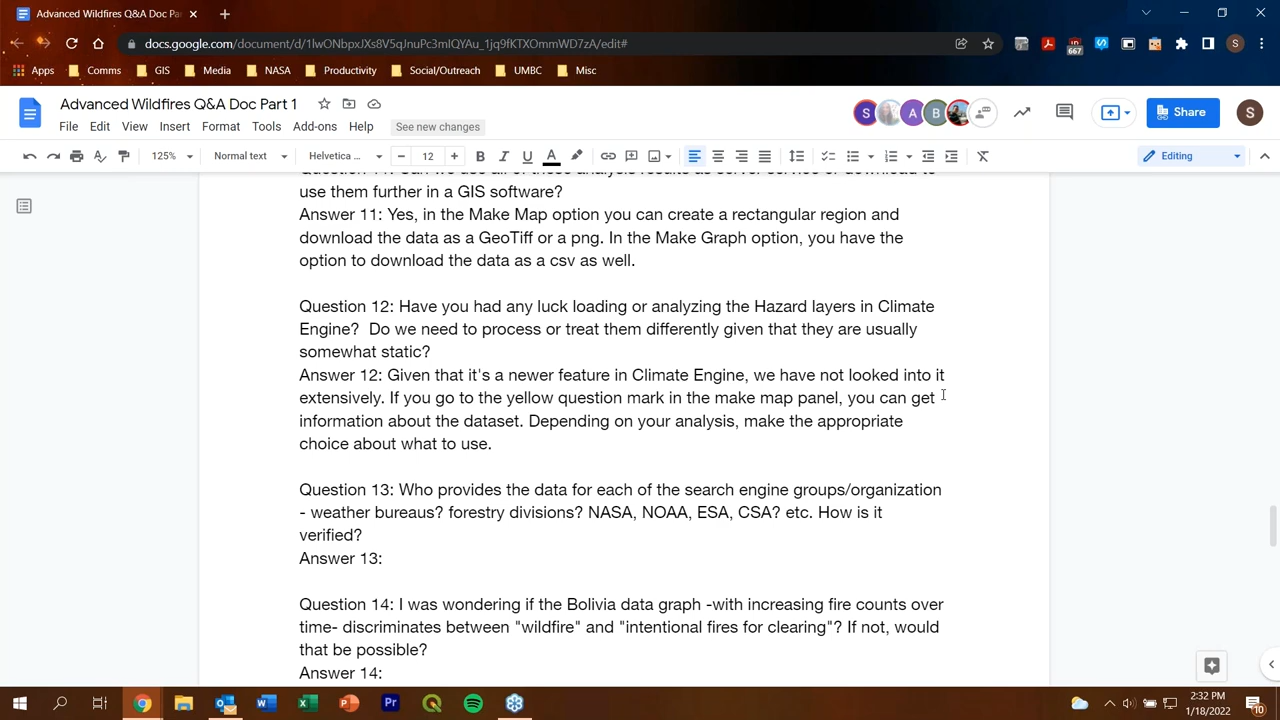 Advanced Wildfires Q&A Doc Pa
docs.google.com/document/d/1lwONbpxJXs8V5qJnuPc3mIQYAu_1jq9fKTXOmmWD7zA/edit#
667
S
Apps Comms GIS Media NASA Productivity Social/Outreach UMBC Misc
Advanced Wildfires Q&A Doc Part 1
S A B Share S
File Edit View Insert Format Tools Add-ons Help See new changes
125% Normal text Helvetica ... 12 B I U A Editing
use them further in a GIS software?
Answer 11: Yes, in the Make Map option you can create a rectangular region and
download the data as a GeoTiff or a png. In the Make Graph option, you have the
option to download the data as a csv as well.
Question 12: Have you had any luck loading or analyzing the Hazard layers in Climate
Engine?  Do we need to process or treat them differently given that they are usually
somewhat static?
Answer 12: Given that it's a newer feature in Climate Engine, we have not looked into it
extensively. If you go to the yellow question mark in the make map panel, you can get
information about the dataset. Depending on your analysis, make the appropriate
choice about what to use.
Question 13: Who provides the data for each of the search engine groups/organization
- weather bureaus? forestry divisions? NASA, NOAA, ESA, CSA? etc. How is it
verified?
Answer 13:
Question 14: I was wondering if the Bolivia data graph -with increasing fire counts over
time- discriminates between "wildfire" and "intentional fires for clearing"? If not, would
that be possible?
Answer 14:
2:32 PM
1/18/2022
10